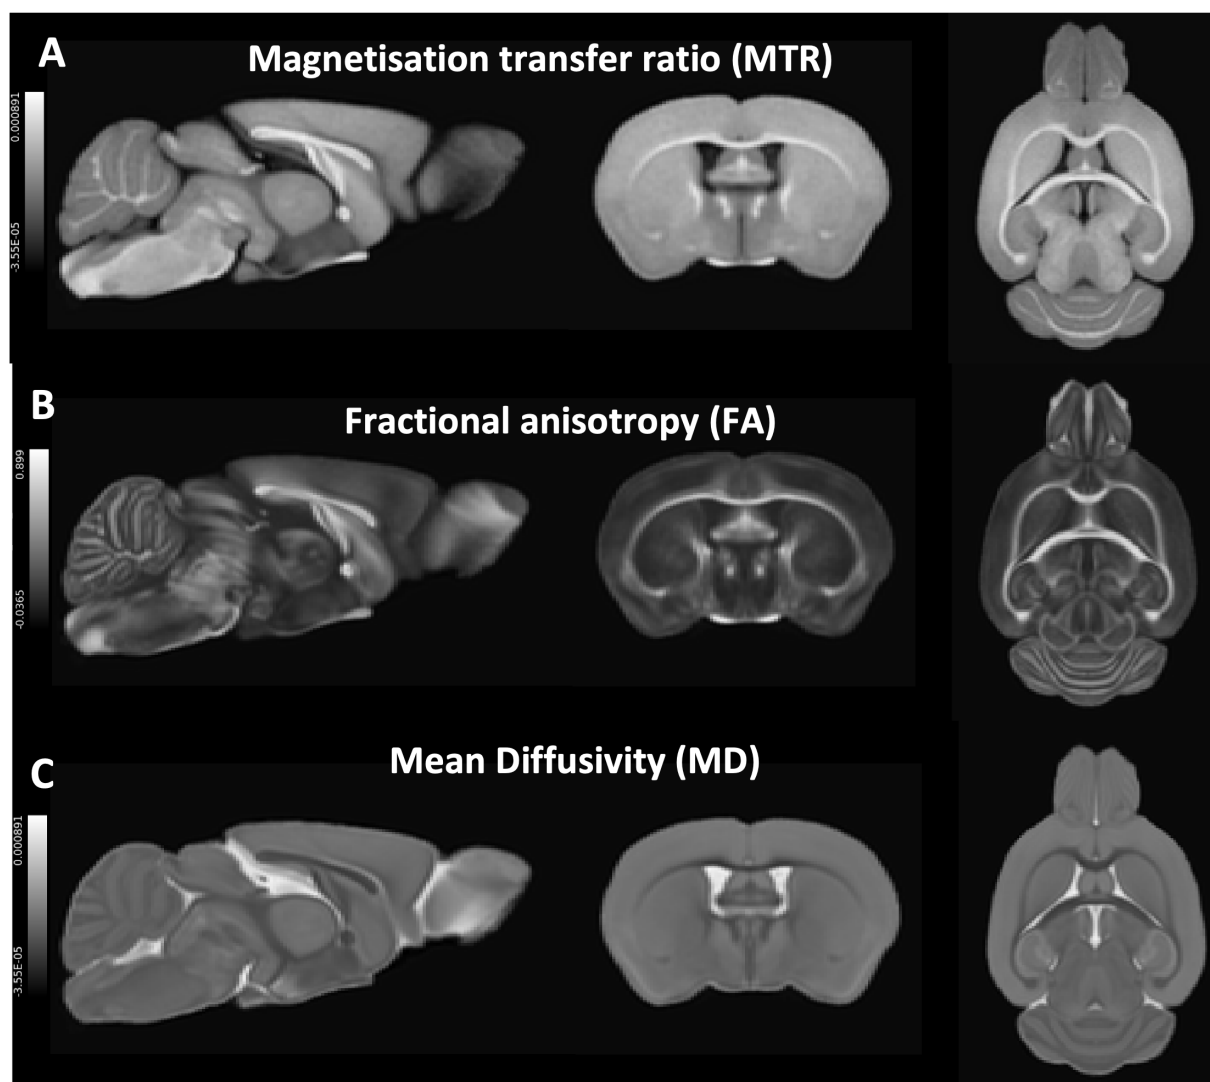 A
Magnetisation transfer ratio (MTR)
0.000891
-3.55E-05
B
Fractional anisotropy (FA)
0.899
-0.0365
C
Mean Diffusivity (MD)
0.000891
-3.55E-05